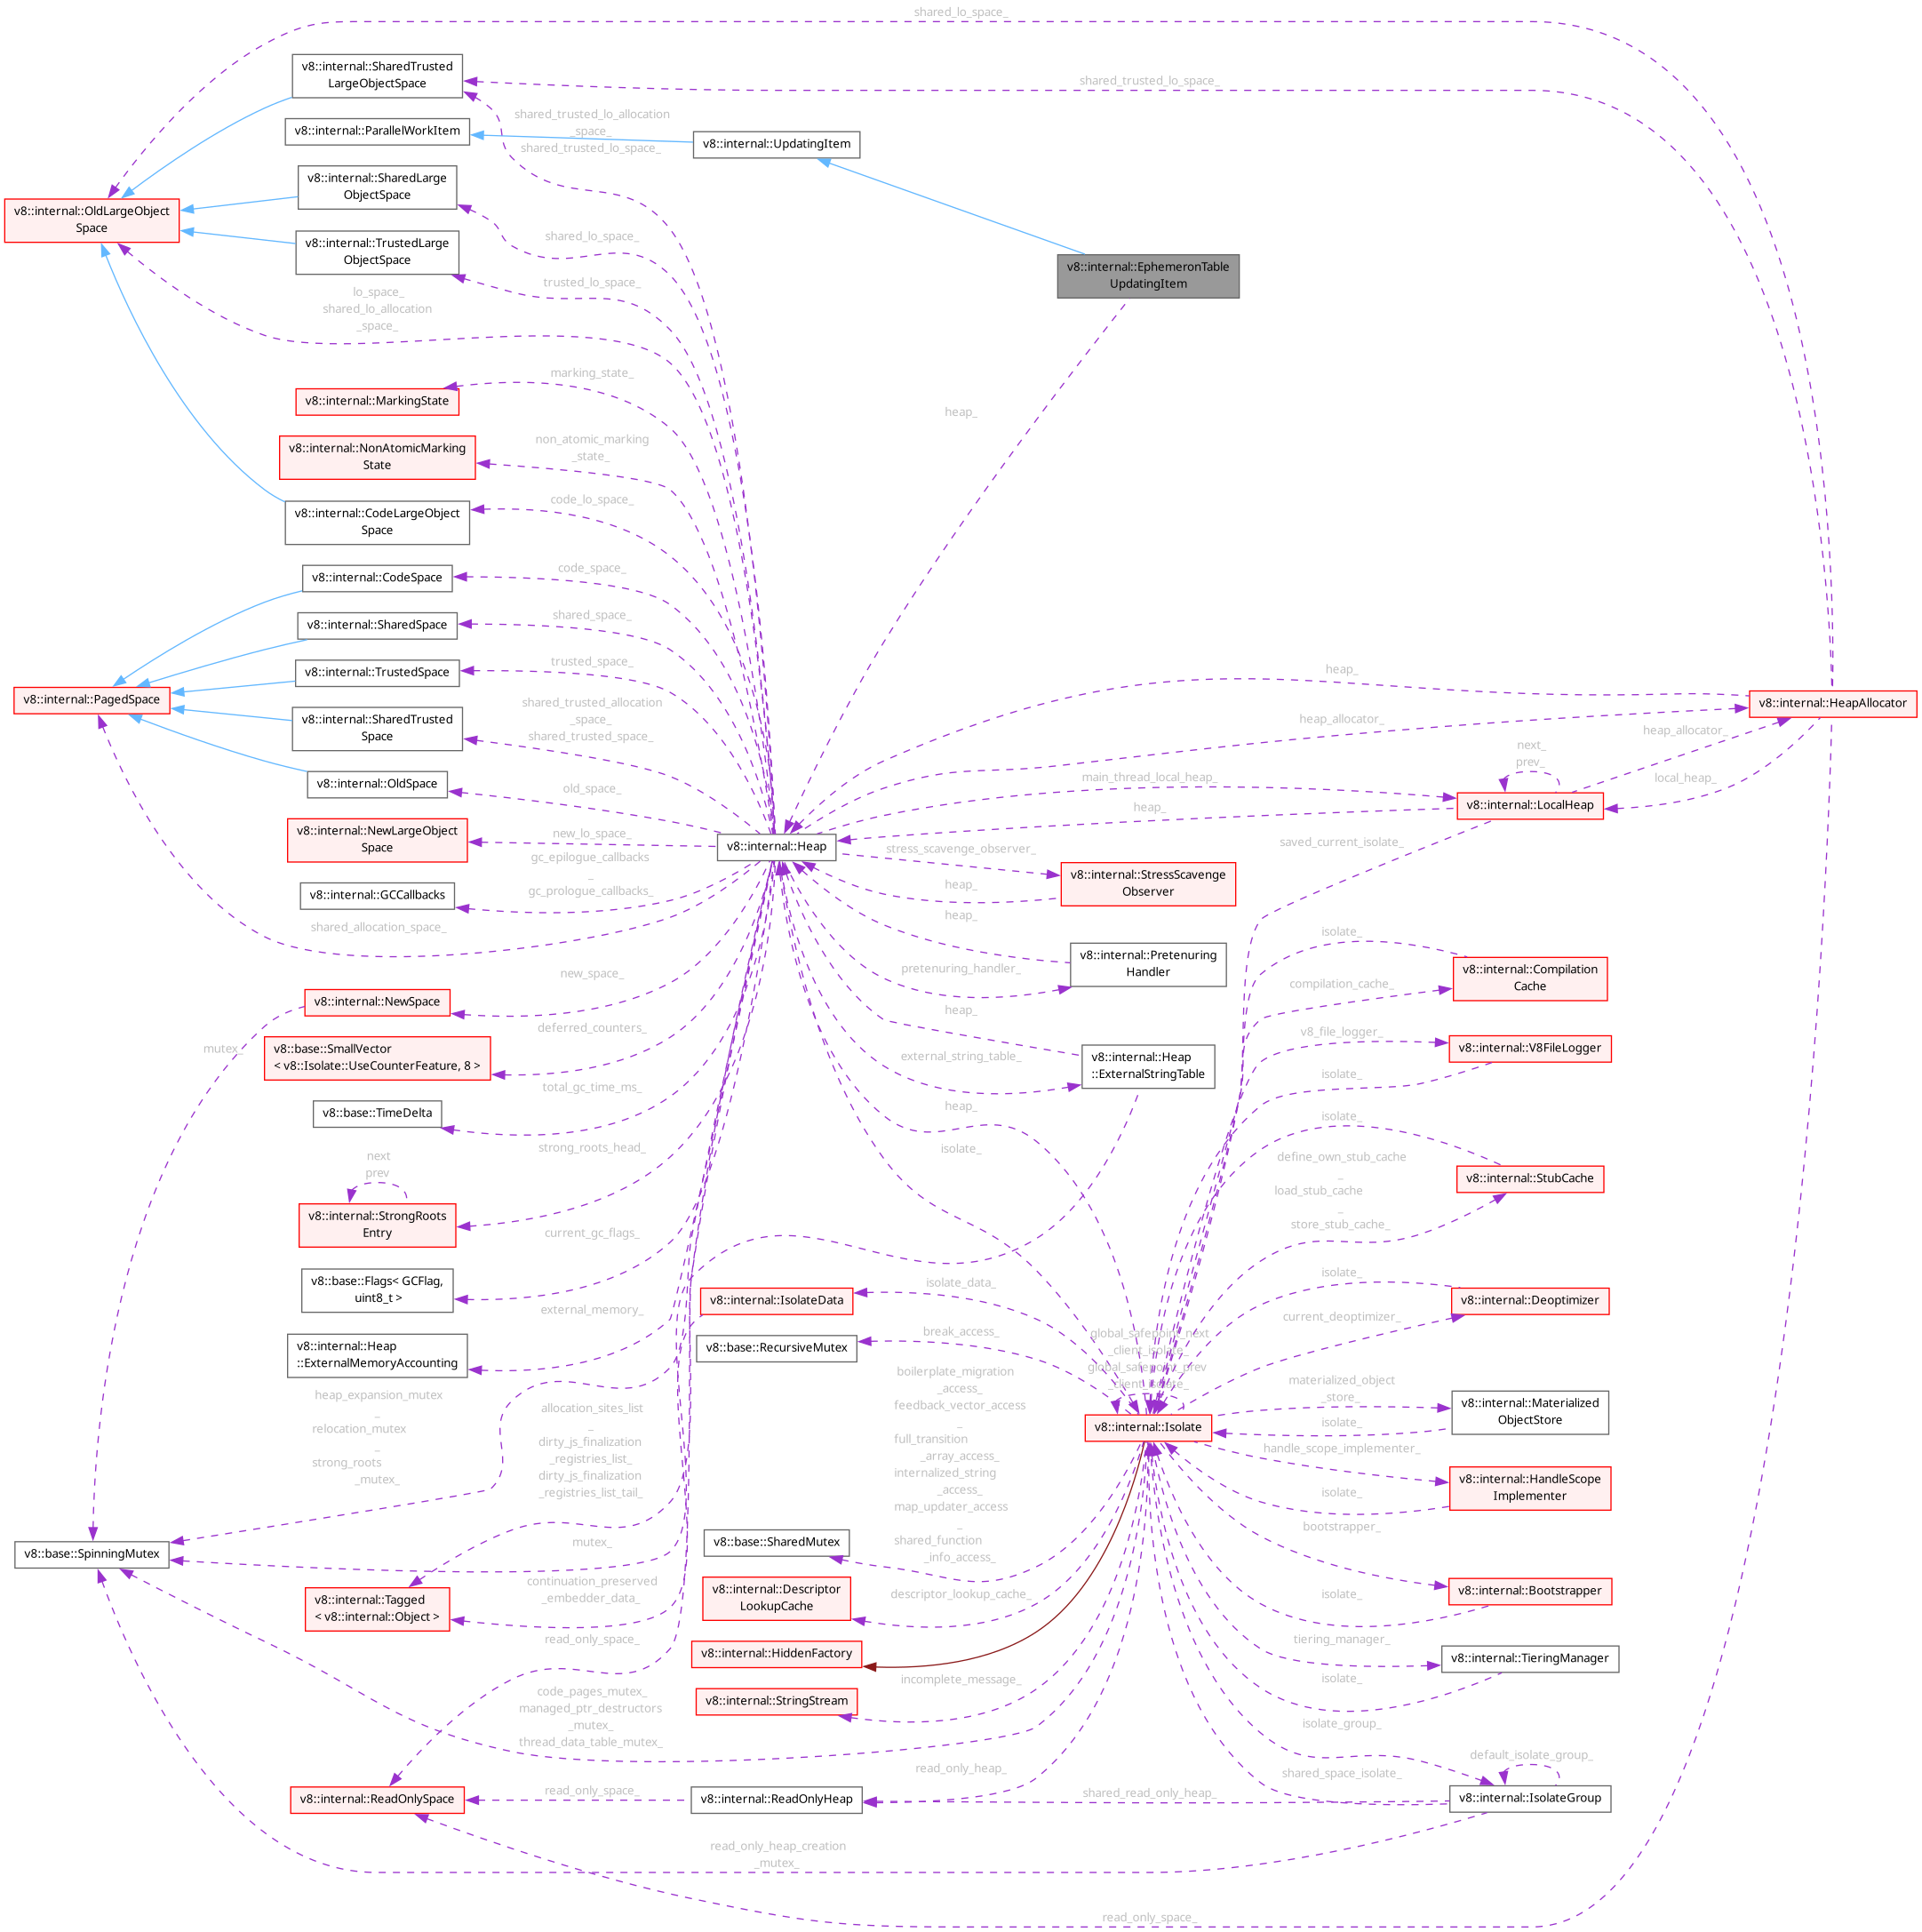 shared_lo_space_
v8::internal::SharedTrusted
LargeObjectSpace
shared_trusted_lo_space_
shared_trusted_lo_allocation
_space_
shared_trusted_lo_space_
v8::internal::ParallelWorkItem
v8::internal::UpdatingItem
v8::internal::SharedLarge
ObjectSpace
v8::internal::OldLargeObject
Space
v8::internal::TrustedLarge
ObjectSpace
shared_lo_space_
v8::internal::EphemeronTable
UpdatingItem
trusted_lo_space_
lo_space_
shared_lo_allocation
_space_
marking_state_
v8::internal::MarkingState
heap_
v8::internal::NonAtomicMarking
State
non_atomic_marking
_state_
v8::internal::CodeLargeObject
Space
code_lo_space_
v8::internal::CodeSpace
code_space_
v8::internal::SharedSpace
shared_space_
v8::internal::TrustedSpace
trusted_space_
v8::internal::PagedSpace
v8::internal::SharedTrusted
Space
shared_trusted_allocation
_space_
shared_trusted_space_
heap_
v8::internal::HeapAllocator
heap_allocator_
heap_allocator_
next_
prev_
v8::internal::OldSpace
old_space_
main_thread_local_heap_
local_heap_
v8::internal::LocalHeap
heap_
v8::internal::NewLargeObject
Space
new_lo_space_
v8::internal::Heap
stress_scavenge_observer_
saved_current_isolate_
v8::internal::StressScavenge
Observer
heap_
v8::internal::GCCallbacks
gc_epilogue_callbacks
_
gc_prologue_callbacks_
heap_
shared_allocation_space_
v8::internal::Pretenuring
Handler
pretenuring_handler_
isolate_
v8::internal::Compilation
Cache
compilation_cache_
v8::internal::NewSpace
new_space_
heap_
mutex_
v8::base::SmallVector
< v8::Isolate::UseCounterFeature, 8 >
deferred_counters_
external_string_table_
v8::internal::Heap
::ExternalStringTable
v8_file_logger_
v8::internal::V8FileLogger
isolate_
v8::base::TimeDelta
total_gc_time_ms_
heap_
isolate_
isolate_
strong_roots_head_
next
prev
v8::internal::StrongRoots
Entry
define_own_stub_cache
_
load_stub_cache
_
store_stub_cache_
v8::internal::StubCache
current_gc_flags_
v8::base::Flags< GCFlag,
uint8_t >
isolate_data_
v8::internal::IsolateData
isolate_
v8::internal::Deoptimizer
current_deoptimizer_
external_memory_
v8::internal::Heap
::ExternalMemoryAccounting
break_access_
v8::base::RecursiveMutex
global_safepoint_next
_client_isolate_
global_safepoint_prev
_client_isolate_
materialized_object
_store_
v8::internal::Materialized
ObjectStore
isolate_
heap_expansion_mutex
_
relocation_mutex
_
strong_roots
_mutex_
allocation_sites_list
_
dirty_js_finalization
_registries_list_
dirty_js_finalization
_registries_list_tail_
boilerplate_migration
_access_
feedback_vector_access
_
full_transition
_array_access_
internalized_string
_access_
map_updater_access
_
shared_function
_info_access_
v8::internal::Isolate
handle_scope_implementer_
v8::internal::HandleScope
Implementer
isolate_
v8::base::SpinningMutex
mutex_
v8::base::SharedMutex
bootstrapper_
v8::internal::Tagged
< v8::internal::Object >
continuation_preserved
_embedder_data_
v8::internal::Descriptor
LookupCache
descriptor_lookup_cache_
isolate_
v8::internal::Bootstrapper
read_only_space_
v8::internal::HiddenFactory
tiering_manager_
v8::internal::TieringManager
isolate_
code_pages_mutex_
managed_ptr_destructors
_mutex_
thread_data_table_mutex_
v8::internal::StringStream
incomplete_message_
isolate_group_
read_only_heap_
shared_space_isolate_
default_isolate_group_
v8::internal::ReadOnlySpace
read_only_space_
v8::internal::ReadOnlyHeap
shared_read_only_heap_
v8::internal::IsolateGroup
read_only_heap_creation
_mutex_
read_only_space_